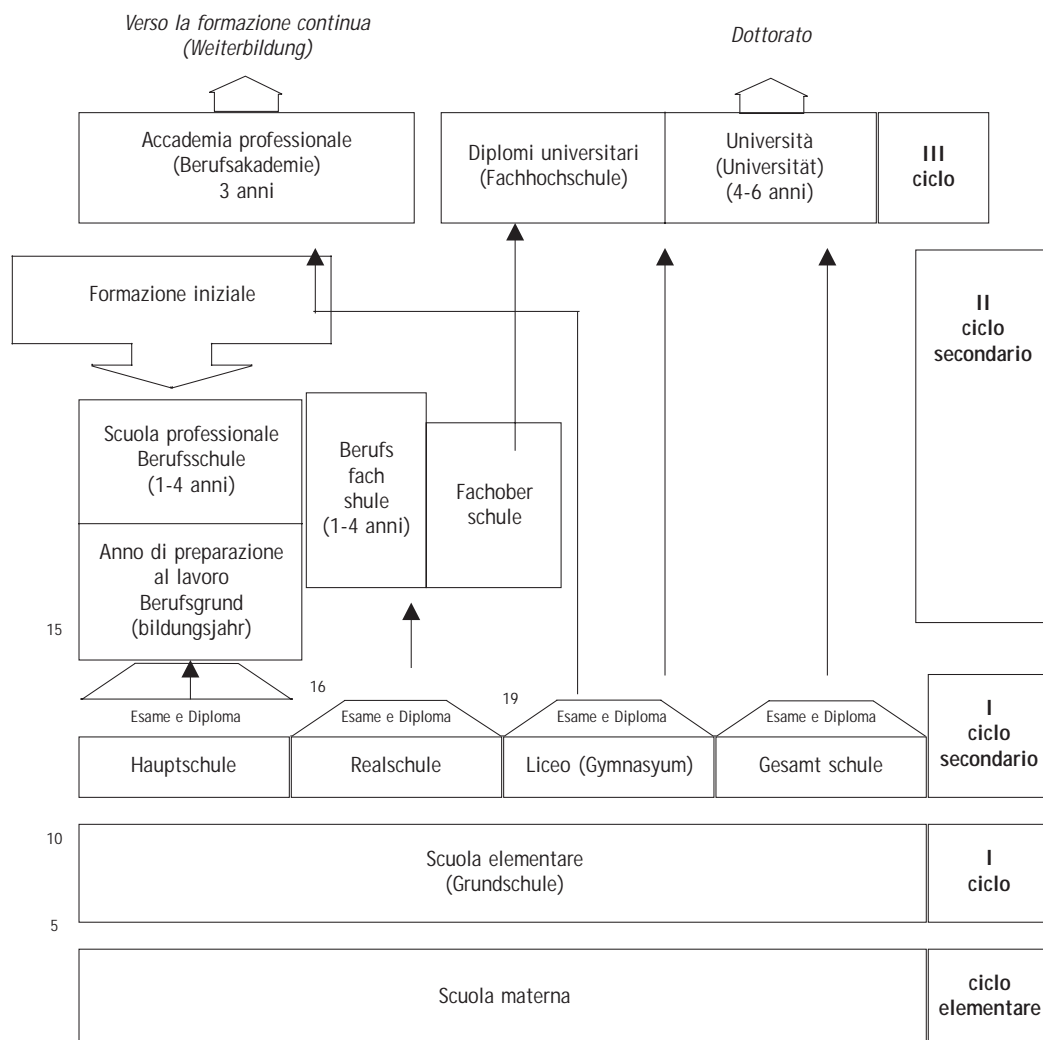 Verso la formazione continua
(Weiterbildung)
Dottorato
Accademia professionale
(Berufsakademie)
3 anni
Diplomi universitari
(Fachhochschule)
Università
(Universität)
(4-6 anni)
III
ciclo
Formazione iniziale
II
ciclo
secondario
Scuola professionale
Berufsschule
(1-4 anni)
Berufs
fach
shule
(1-4 anni)
Fachober
schule
Anno di preparazione
al lavoro
Berufsgrund
(bildungsjahr)
15
16
19
Esame e Diploma
Esame e Diploma
Esame e Diploma
Esame e Diploma
Hauptschule
Realschule
Liceo (Gymnasyum)
Gesamt schule
I
ciclo
secondario
10
Scuola elementare
(Grundschule)
I
ciclo
5
Scuola materna
ciclo
elementare